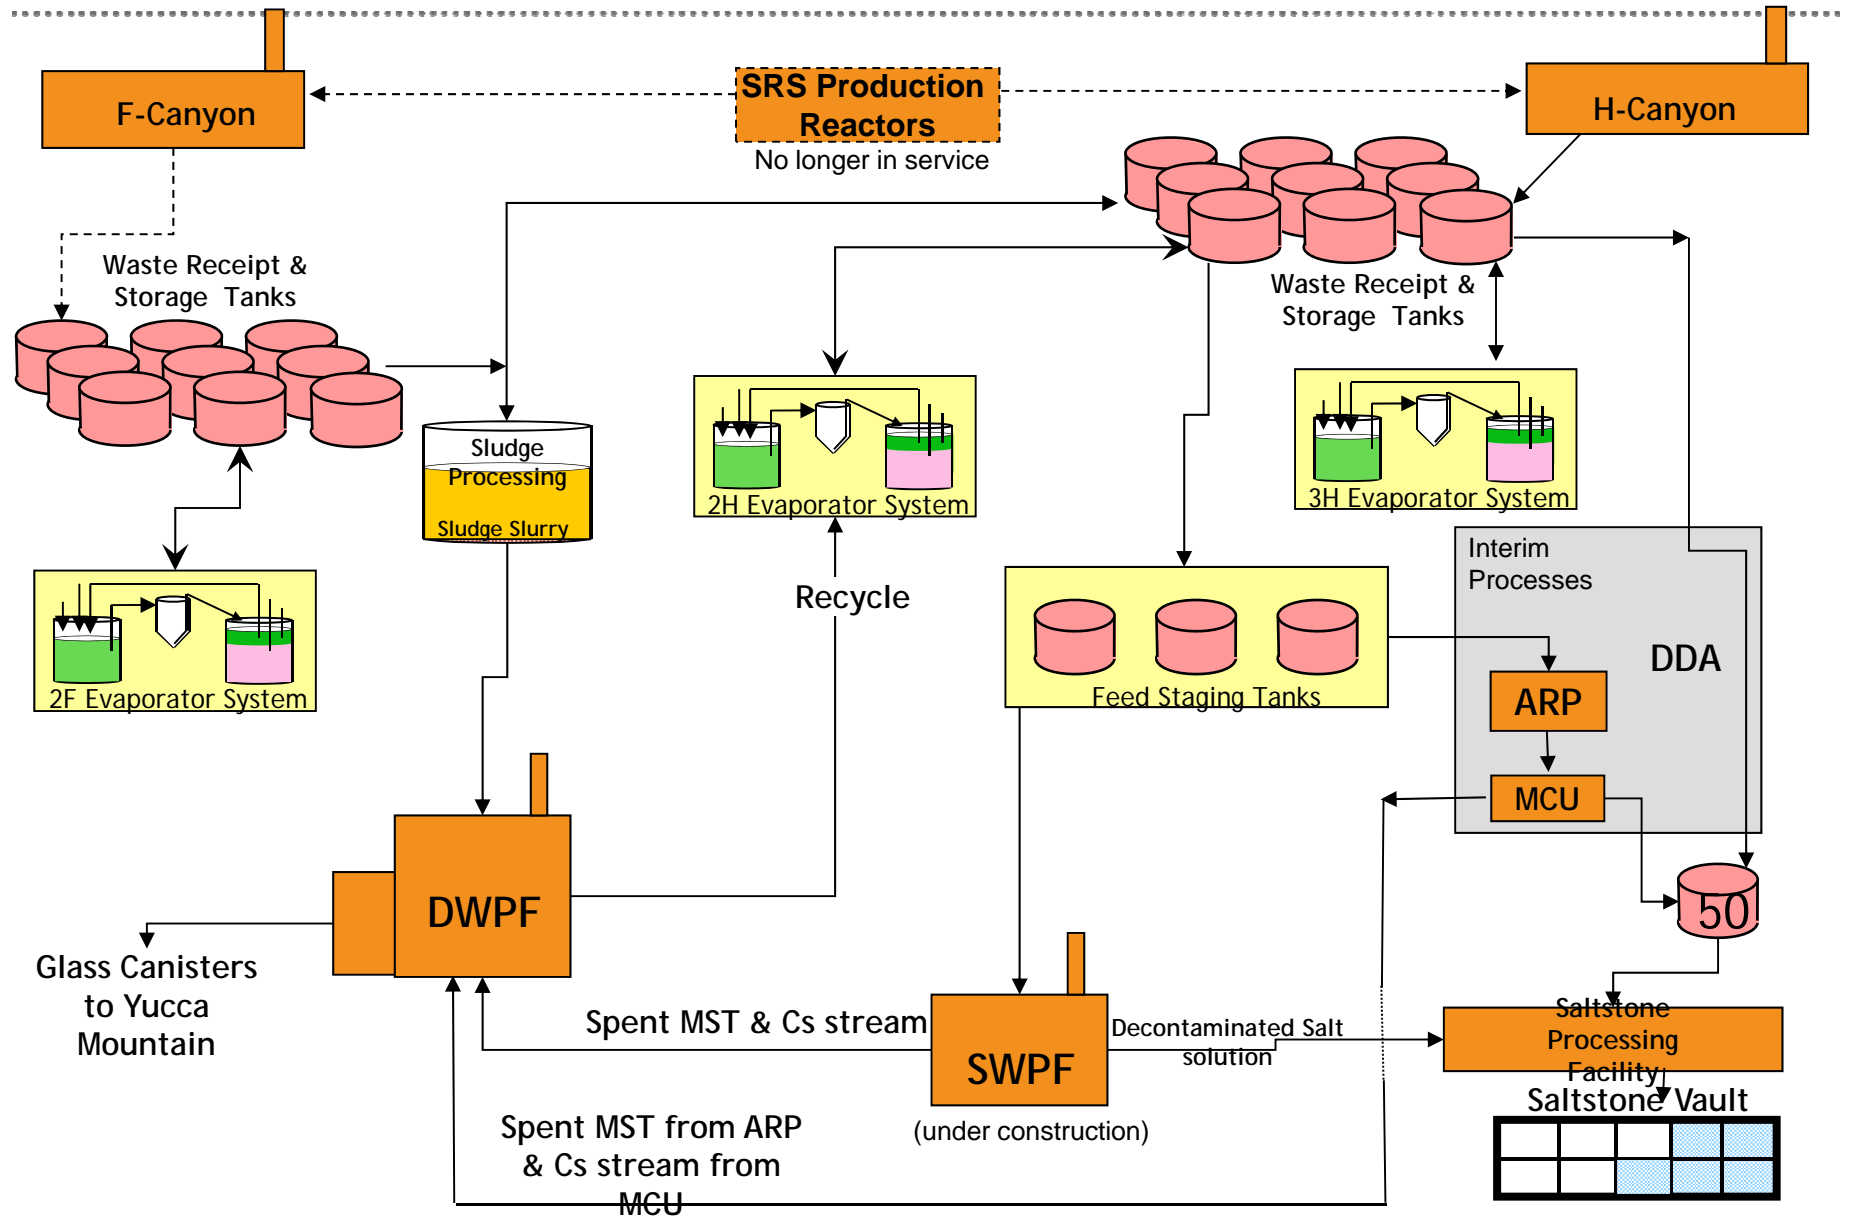 SRS Production
Reactors
No longer in service
F-Canyon
H-Canyon
Waste Receipt &
Storage Tanks
Waste Receipt &
Storage Tanks
Sludge
Processing
Sludge Slurry
2H Evaporator System
3H Evaporator System
2F Evaporator System
Recycle
Interim
Processes
DDA
ARP
MCU
Feed Staging Tanks
50
DWPF
Glass Canisters
to Yucca
Mountain
Spent MST & Cs stream
SWPF
(under construction)
Decontaminated Salt
solution
Saltstone
Processing
Facility
Saltstone Vault
Spent MST from ARP
& Cs stream from
MCU